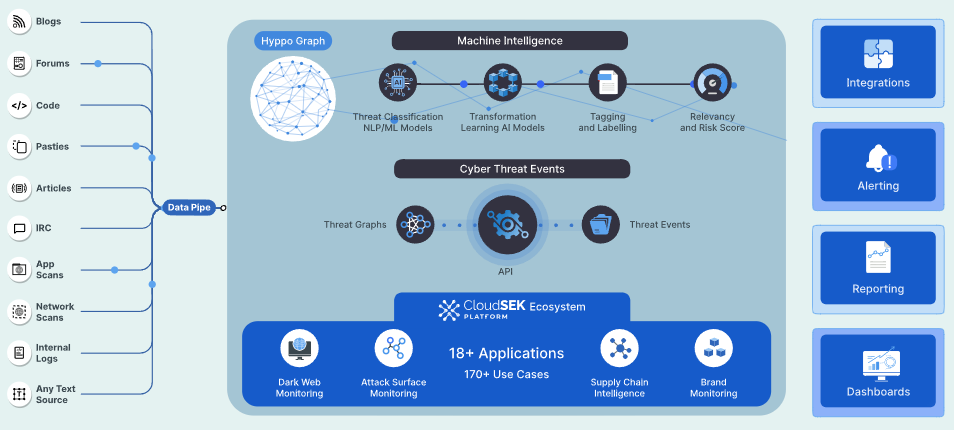 Blogs
Forums
</>
Code
Pasties
Articles
IRC
App
Scans
Network
Scans
Internal
Logs
Any Text
Source
Data Pipe
Hyppo Graph
Machine Intelligence
AI
Threat Classification
NLP/ML Models
Transformation
Learning AI Models
Tagging
and Labelling
Relevancy
and Risk Score
Cyber Threat Events
Threat Graphs
API
Threat Events
CloudSEK Ecosystem
PLATFORM
Dark Web
Monitoring
Attack Surface
Monitoring
18+ Applications
170+ Use Cases
Supply Chain
Intelligence
Brand
Monitoring
Integrations
!
Alerting
Reporting
Dashboards